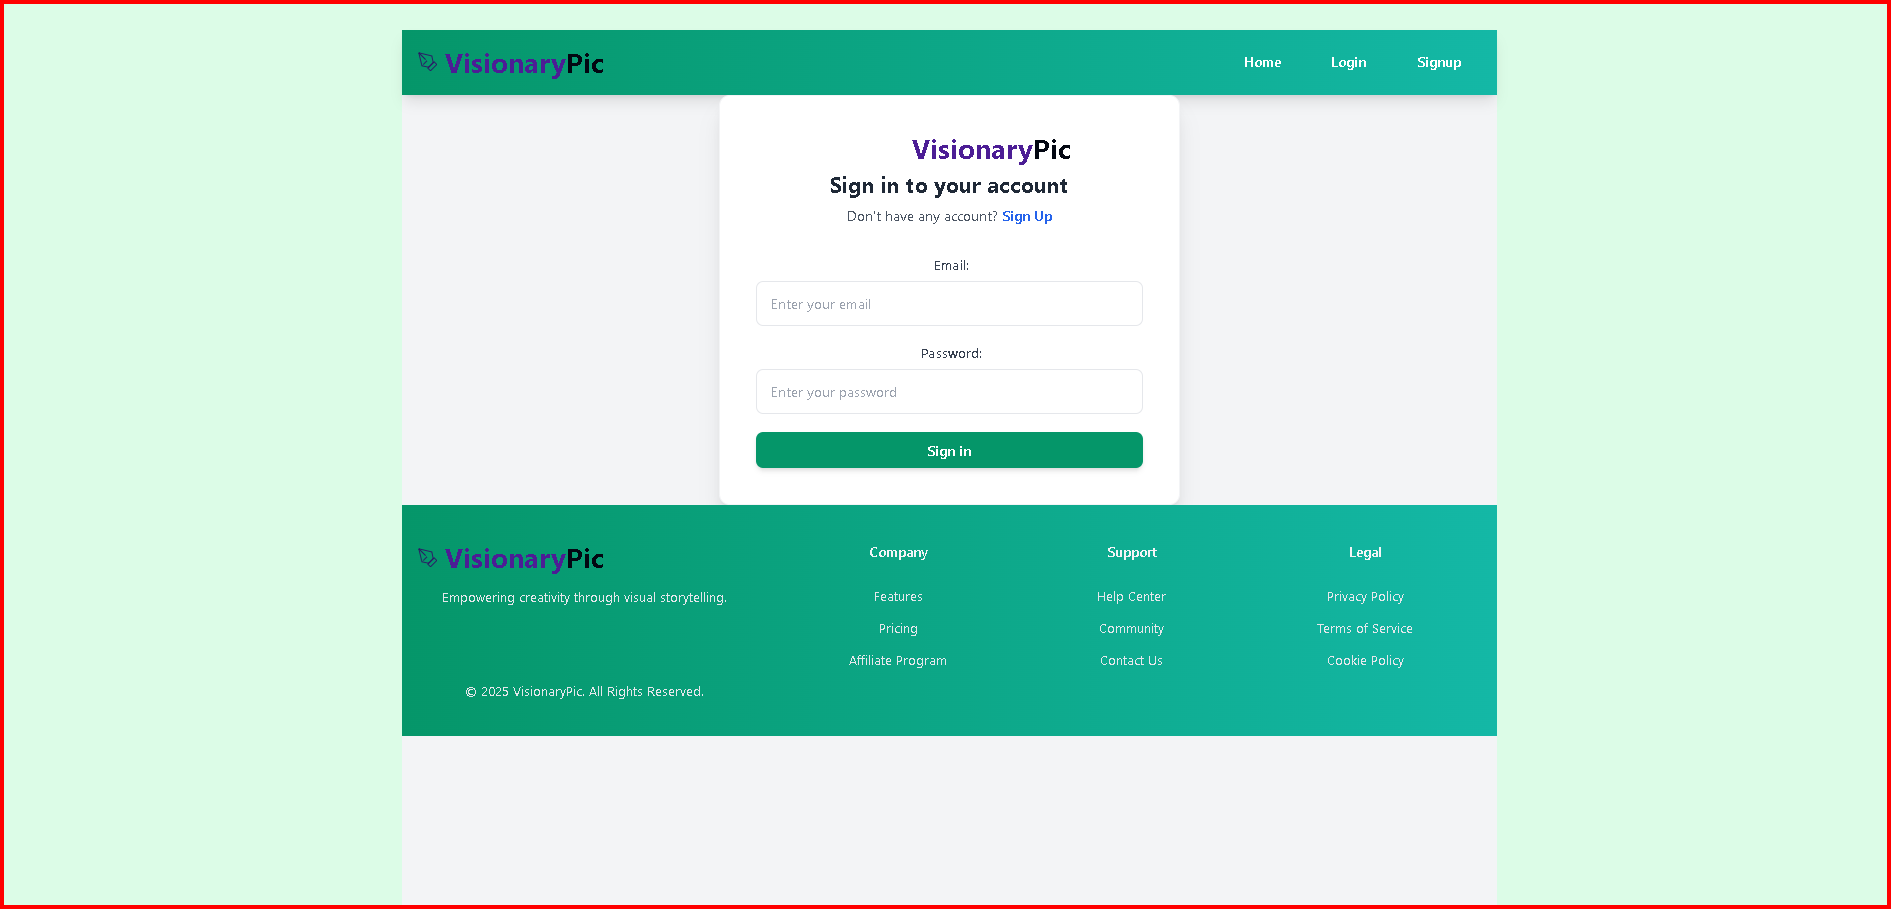 VisionaryPic
Home
Login
Signup
VisionaryPic
Sign in to your account
Don't have any account? Sign Up
Email:
Enter your email
Password:
Enter your password
Sign in
VisionaryPic
Empowering creativity through visual storytelling.
© 2025 VisionaryPic. All Rights Reserved.
Company
Features
Pricing
Affiliate Program
Support
Help Center
Community
Contact Us
Legal
Privacy Policy
Terms of Service
Cookie Policy